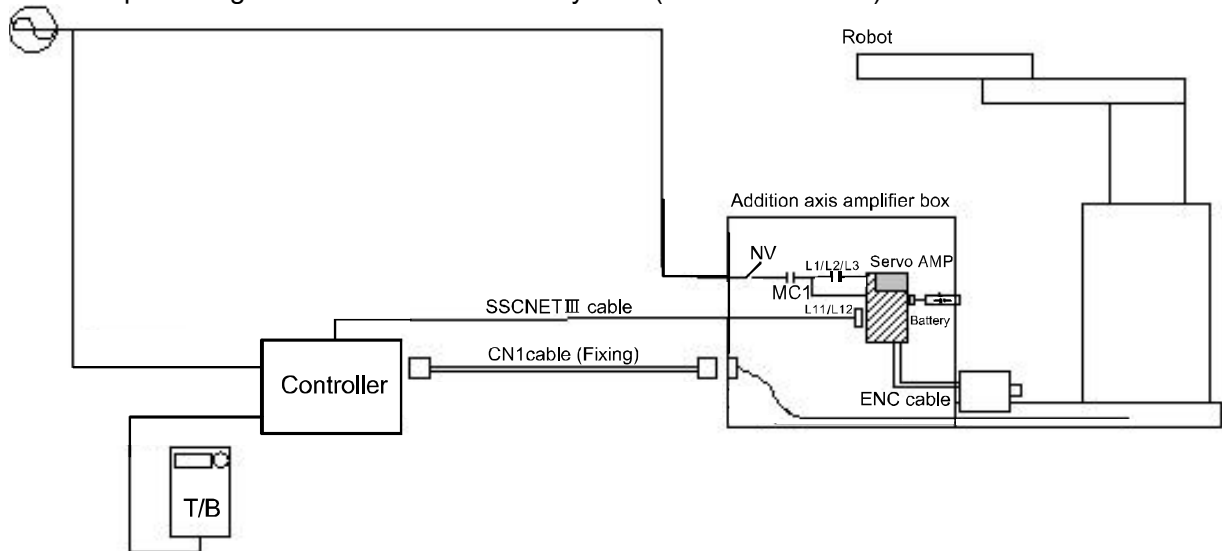 Robot
Addition axis amplifier box
NV
L1/L2/L3
Servo AMP
MC1
SSCNETⅢ cable
L11/L12
Battery
CN1cable (Fixing)
Controller
ENC cable
T/B